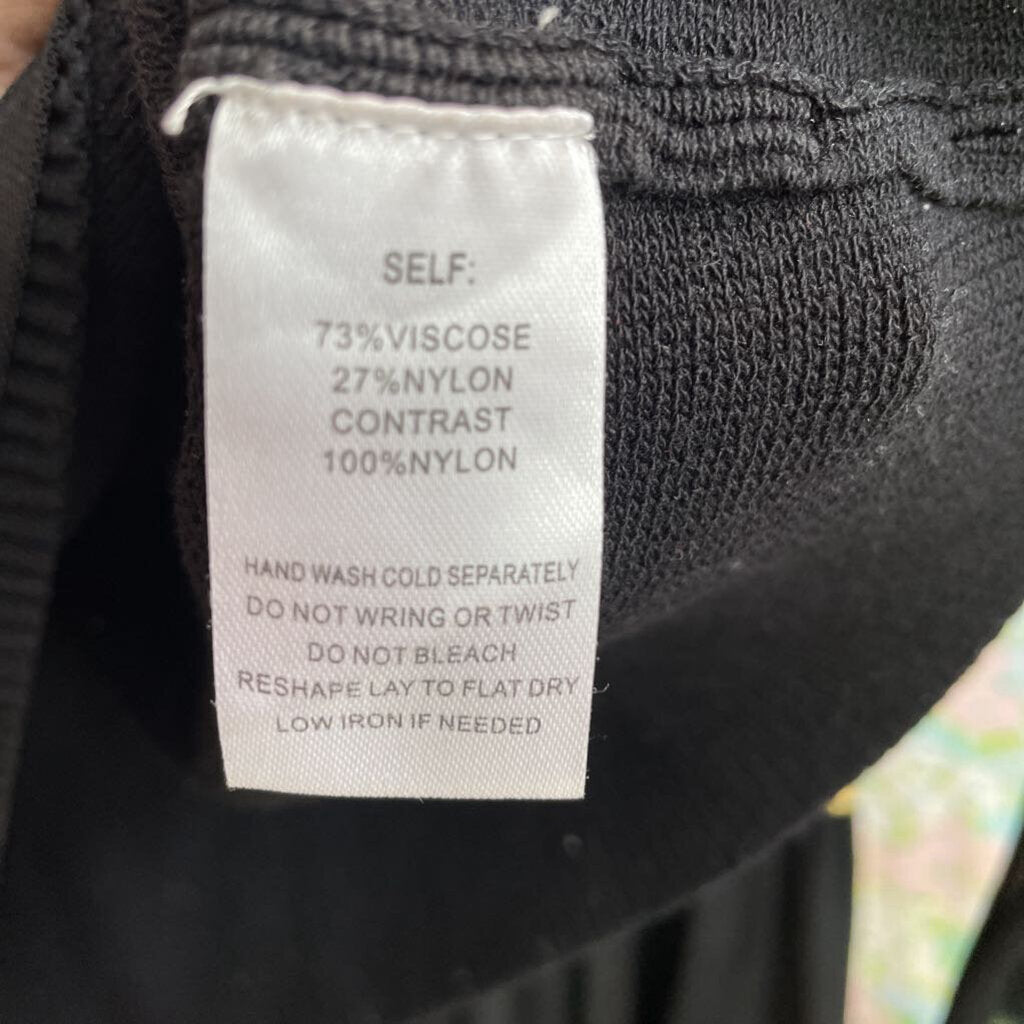 SELF:
73%VISCOSE
27%NYLON
CONTRAST
100%NYLON
HAND WASH COLD SEPARATELY
DO NOT WRING OR TWIST
DO NOT BLEACH
RESHAPE LAY TO FLAT DRY
LOW IRON IF NEEDED